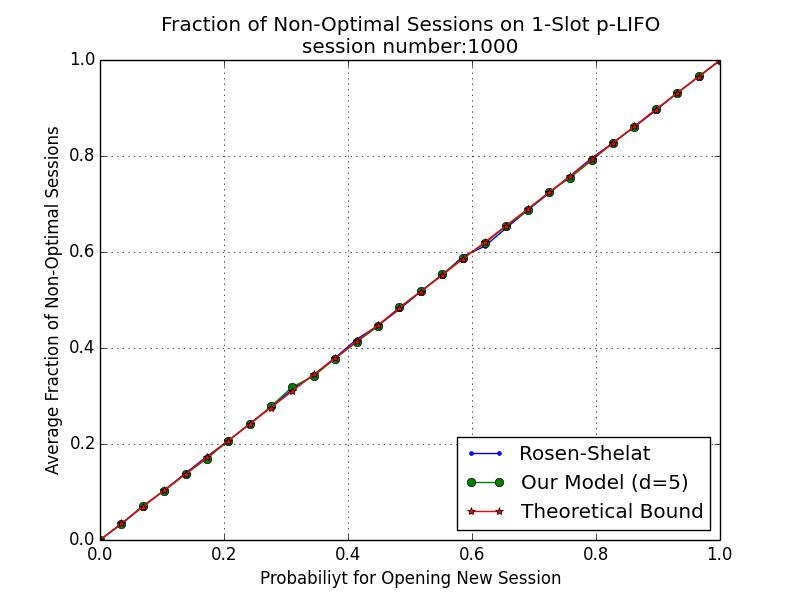 Fraction of Non-Optimal Sessions on 1-Slot p-LIFO
session number:1000
Average Fraction of Non-Optimal Sessions
1.0
0.8
0.6
0.4
0.2
0.0
Rosen-Shelat
Our Model (d=5)
Theoretical Bound
0.0 0.2 0.4 0.6 0.8 1.0
Probabiliyt for Opening New Session